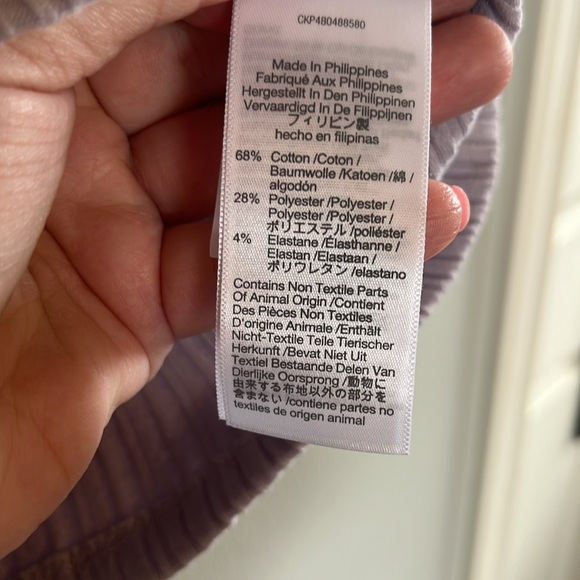 CKP480488580
Made In Philippines
Fabriqué Aux Philippines
Hergestellt In Den Philippinen
Vervaardigd In De Filippijnen
フィリピン製
hecho en filipinas
68% Cotton /Coton /
Baumwolle /Katoen /綿 /
algodón
28% Polyester /Polyester /
Polyester /Polyester /
ポリエステル /poliéster
4% Elastane /Élasthanne /
Elastan /Elastaan /
ポリウレタン /elastano
Contains Non Textile Parts
Of Animal Origin /Contient
Des Pièces Non Textiles
D'origine Animale /Enthält
Nicht-Textile Teile Tierischer
Herkunft /Bevat Niet Uit
Textiel Bestaande Delen Van
Dierlijke Oorsprong /動物に
由来する布地以外の部分を
含まない /contiene partes no
textiles de origen animal